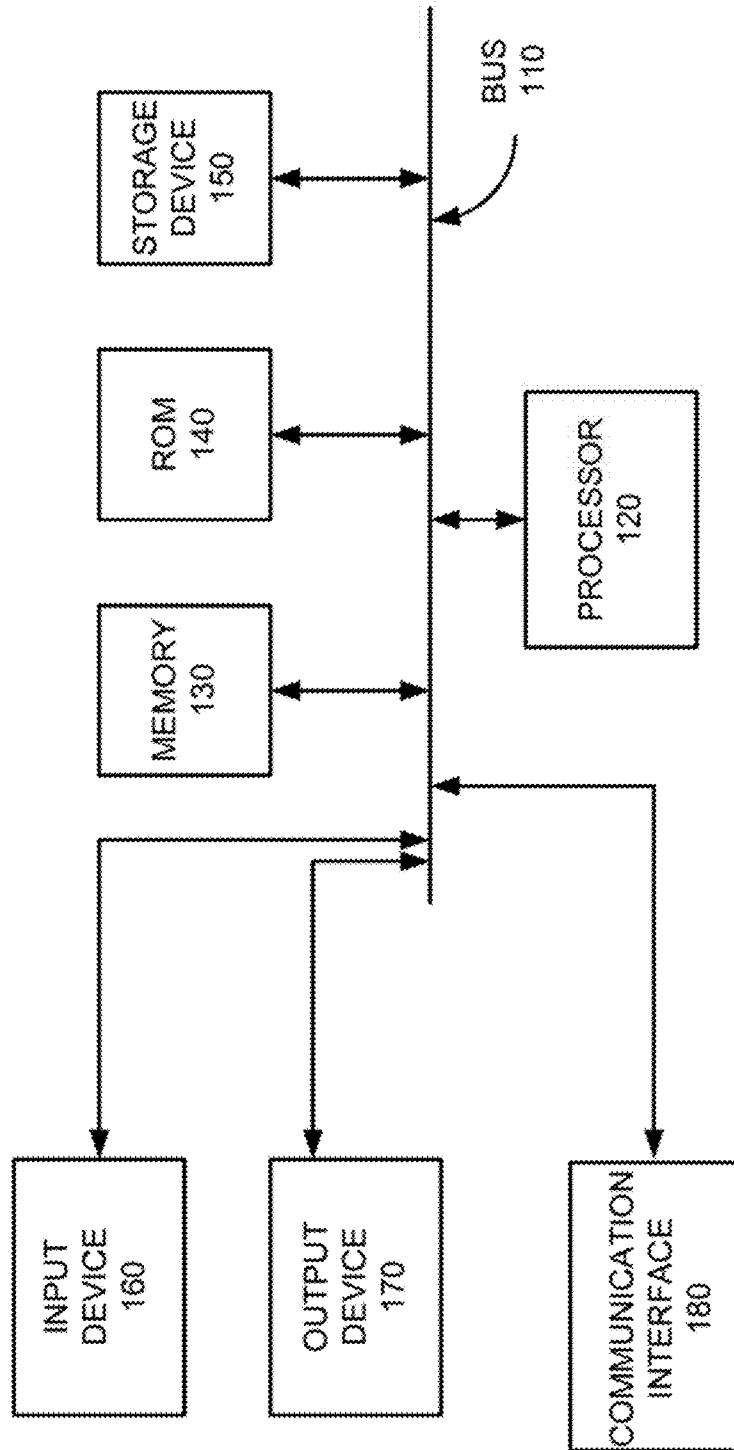 INPUT
DEVICE
160
OUTPUT
DEVICE
170
COMMUNICATION
INTERFACE
180
MEMORY
130
ROM
140
STORAGE
DEVICE
150
PROCESSOR
120
BUS
110